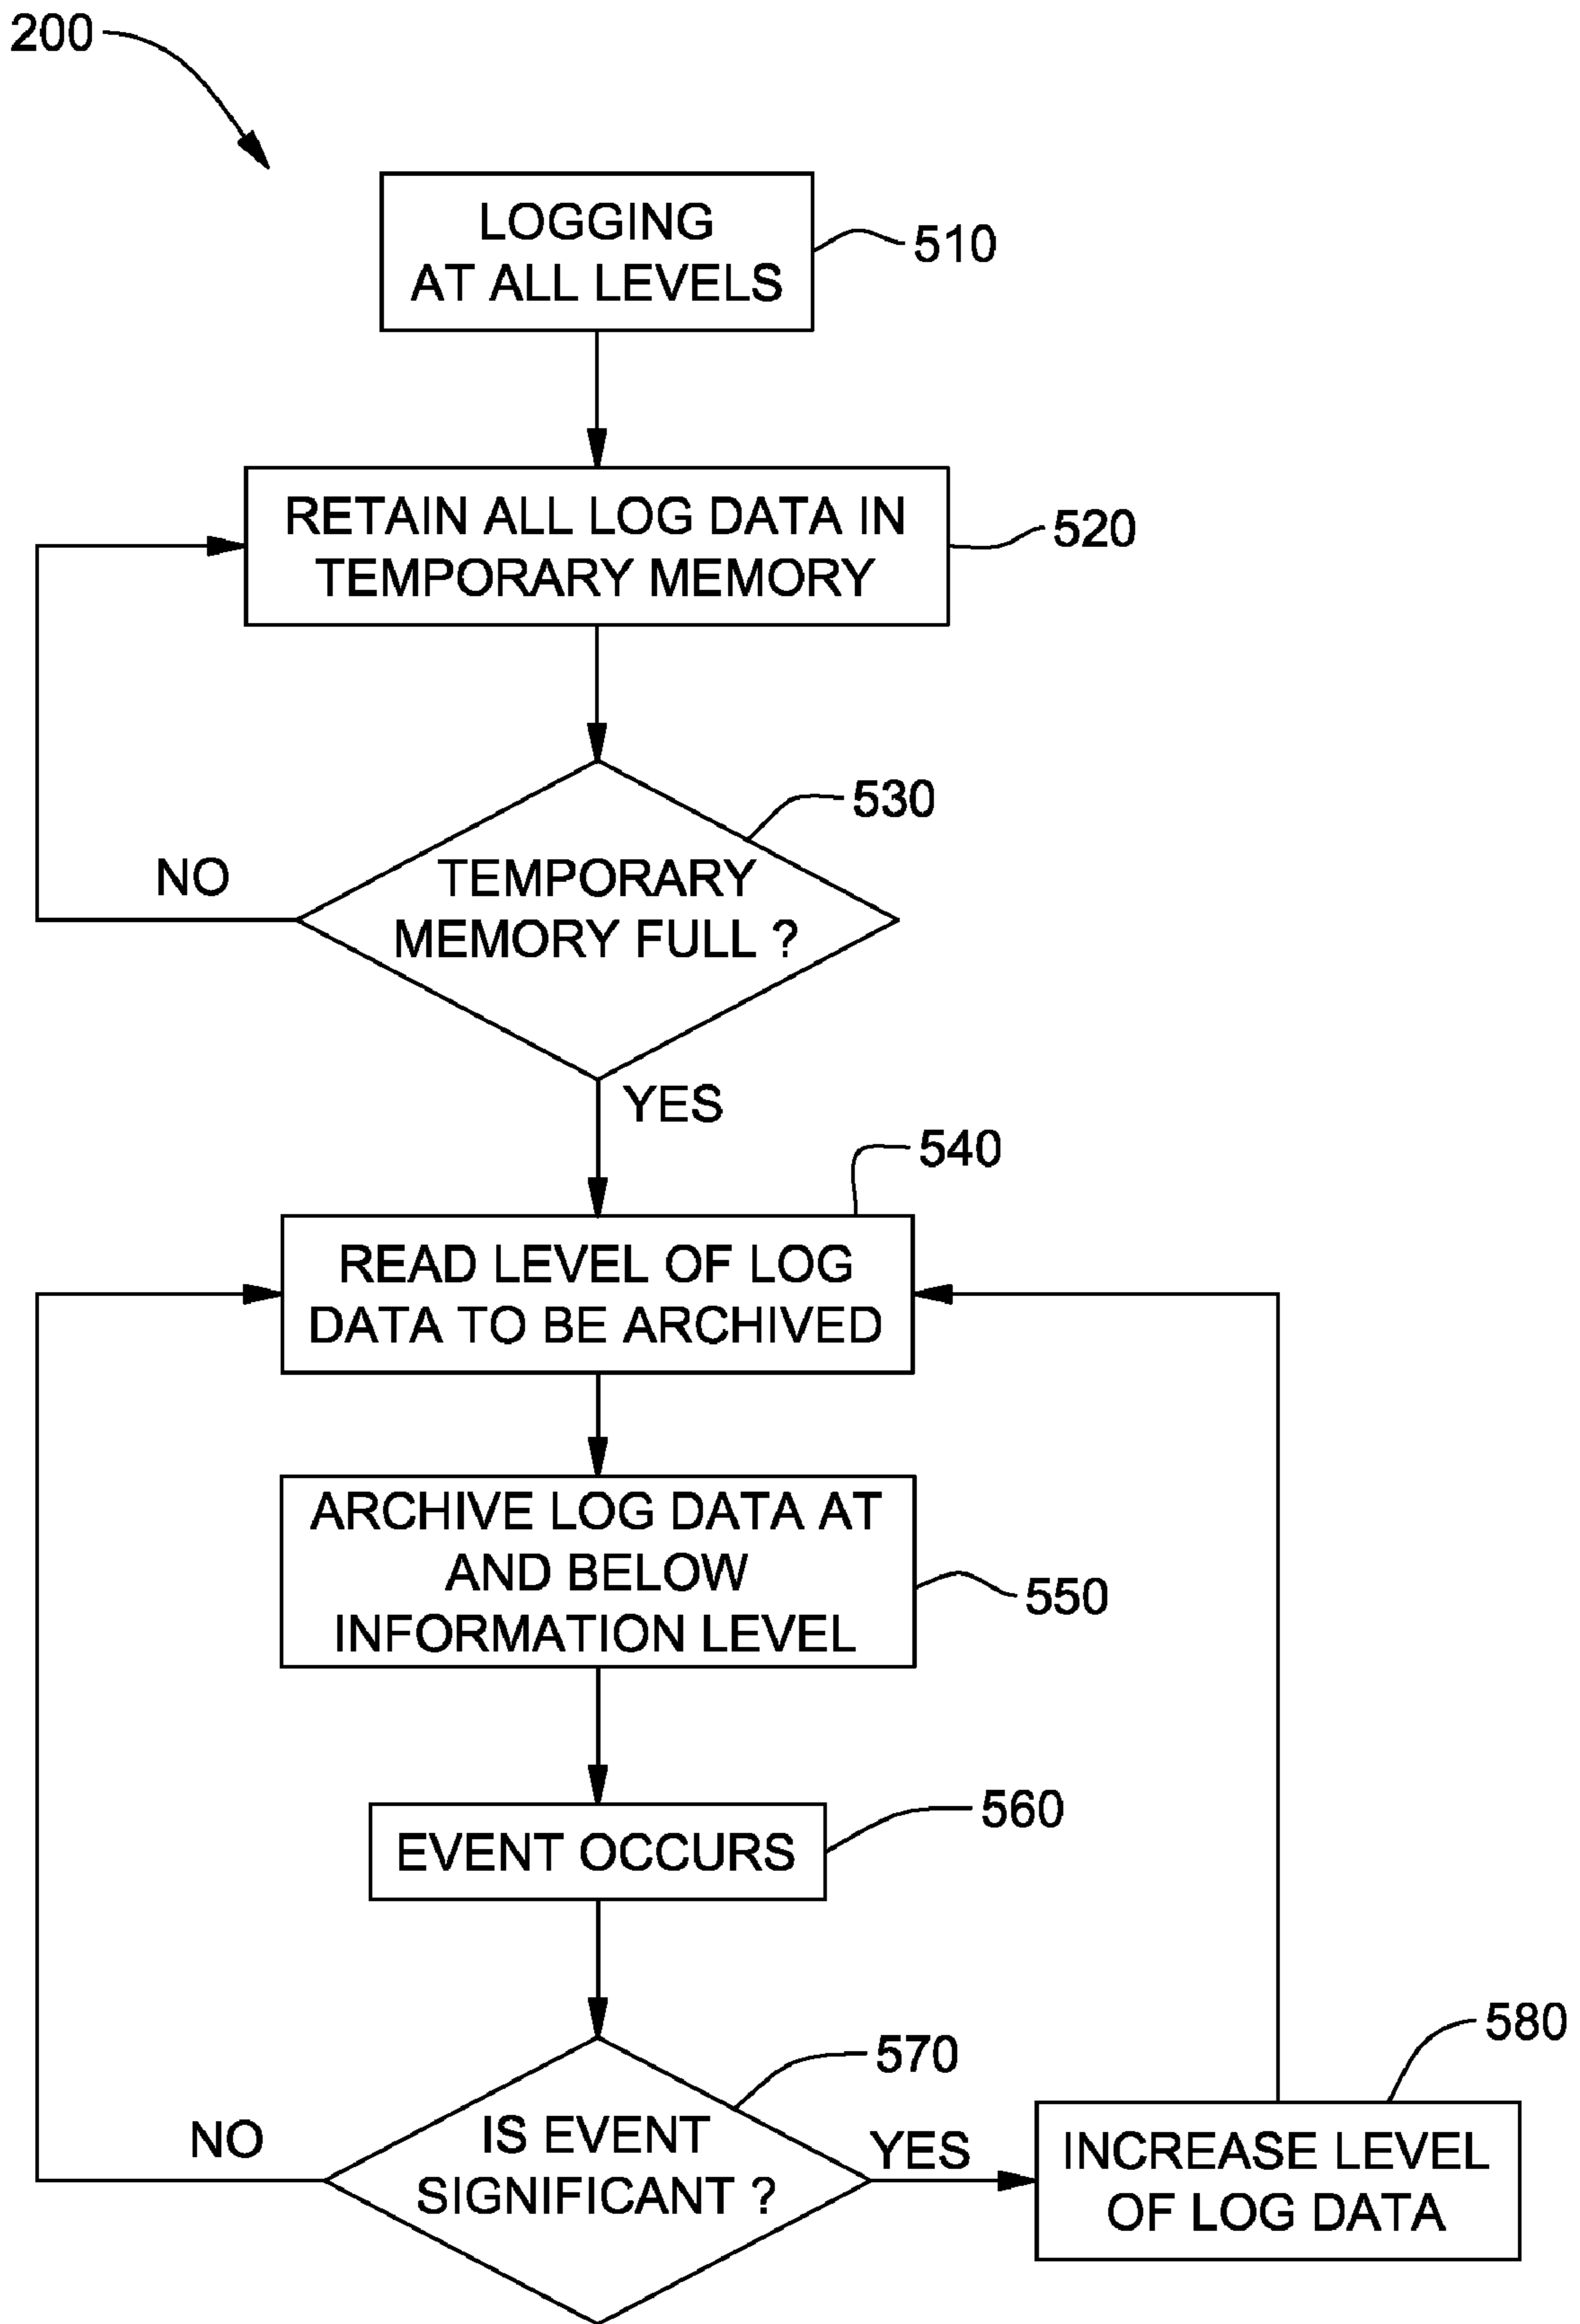 200
LOGGING
AT ALL LEVELS
510
RETAIN ALL LOG DATA IN
TEMPORARY MEMORY
520
530
TEMPORARY
MEMORY FULL ?
NO
YES
540
READ LEVEL OF LOG
DATA TO BE ARCHIVED
ARCHIVE LOG DATA AT
AND BELOW
INFORMATION LEVEL
550
560
EVENT OCCURS
570
IS EVENT
SIGNIFICANT ?
NO
YES
580
INCREASE LEVEL
OF LOG DATA